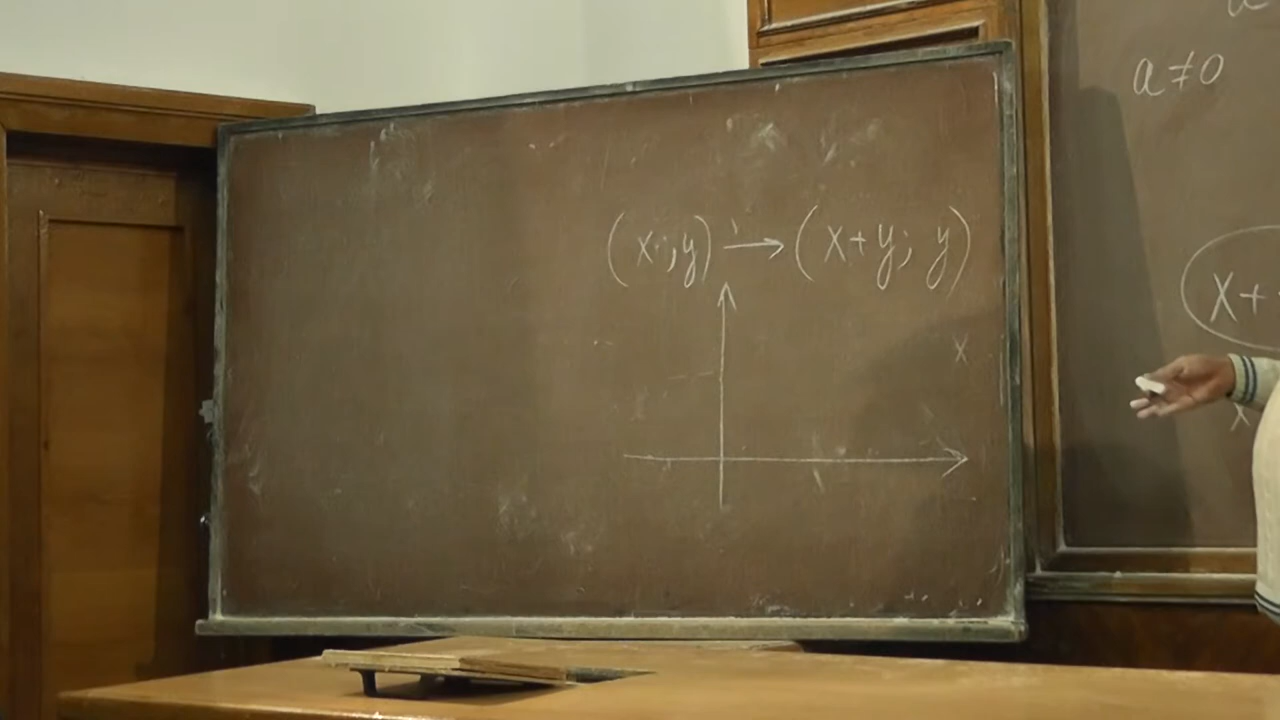 (x; y) → (x+y; y)
x
a≠0
x+
x